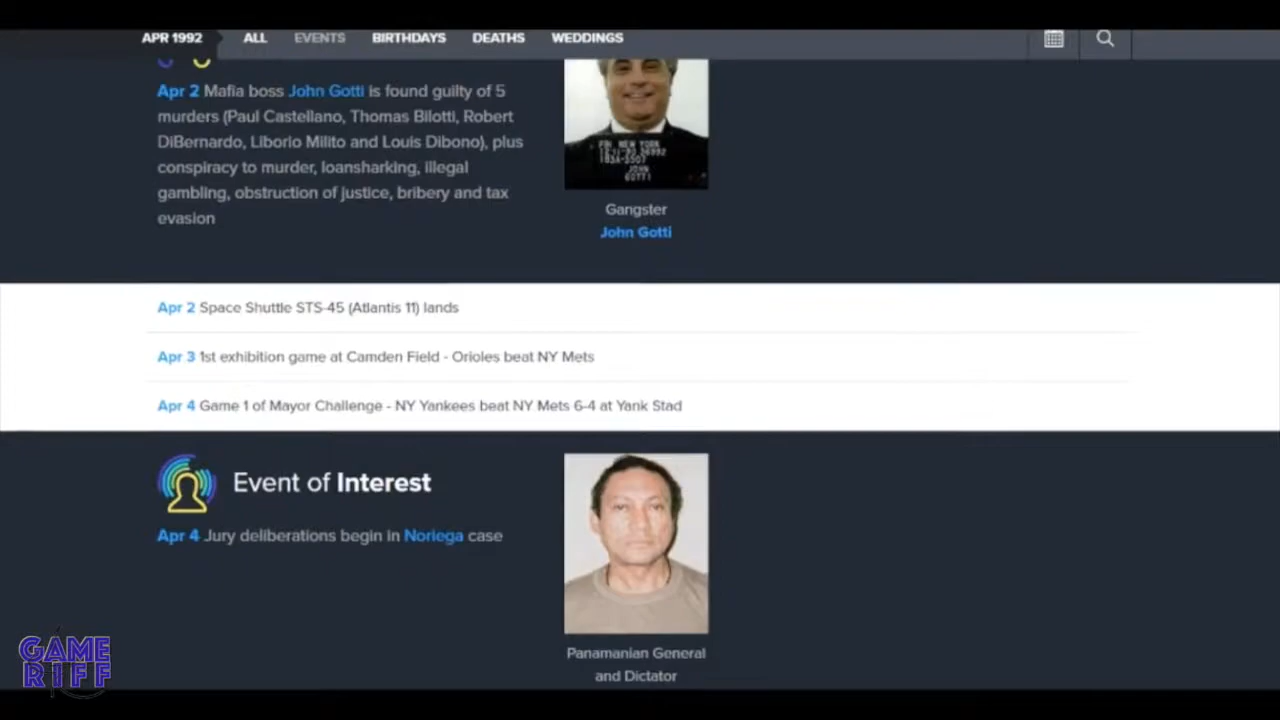 APR 1992 ALL EVENTS BIRTHDAYS DEATHS WEDDINGS
Apr 2 Mafia boss John Gotti is found guilty of 5
murders (Paul Castellano, Thomas Bilotti, Robert
DiBernardo, Liborio Milito and Louis Dibono), plus
conspiracy to murder, loansharking, illegal
gambling, obstruction of justice, bribery and tax
evasion
FBI NEW YORK
JOHN
GOTTI
Gangster
John Gotti
Apr 2 Space Shuttle STS-45 (Atlantis 11) lands
Apr 3 1st exhibition game at Camden Field - Orioles beat NY Mets
Apr 4 Game 1 of Mayor Challenge - NY Yankees beat NY Mets 6-4 at Yank Stad
Event of Interest
Apr 4 Jury deliberations begin in Noriega case
Panamanian General
and Dictator
GAME
RIFF